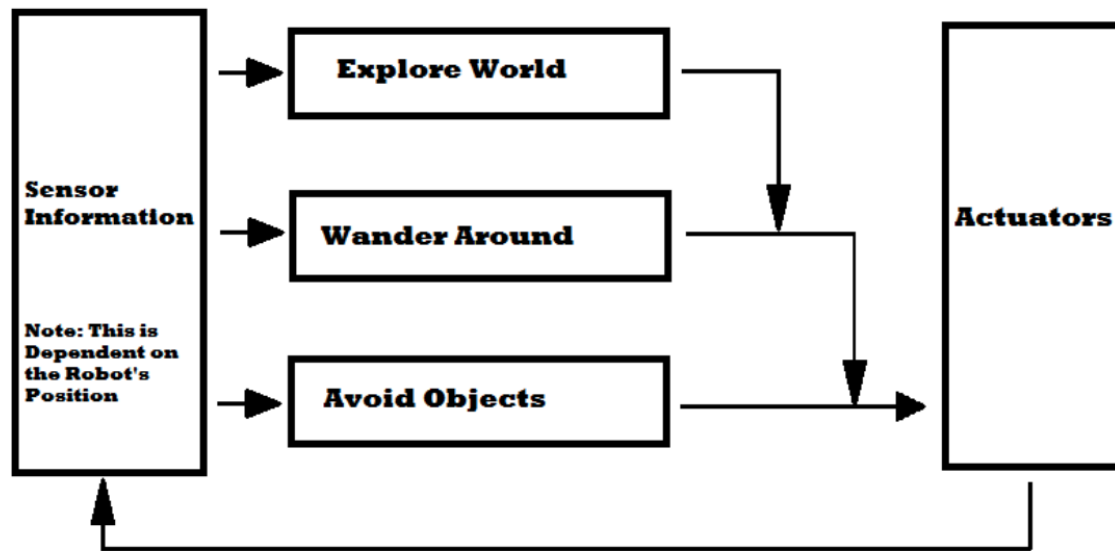 Explore World
Sensor
Information
Wander Around
Actuators
Note: This is
Dependent on
the Robot's
Position
Avoid Objects